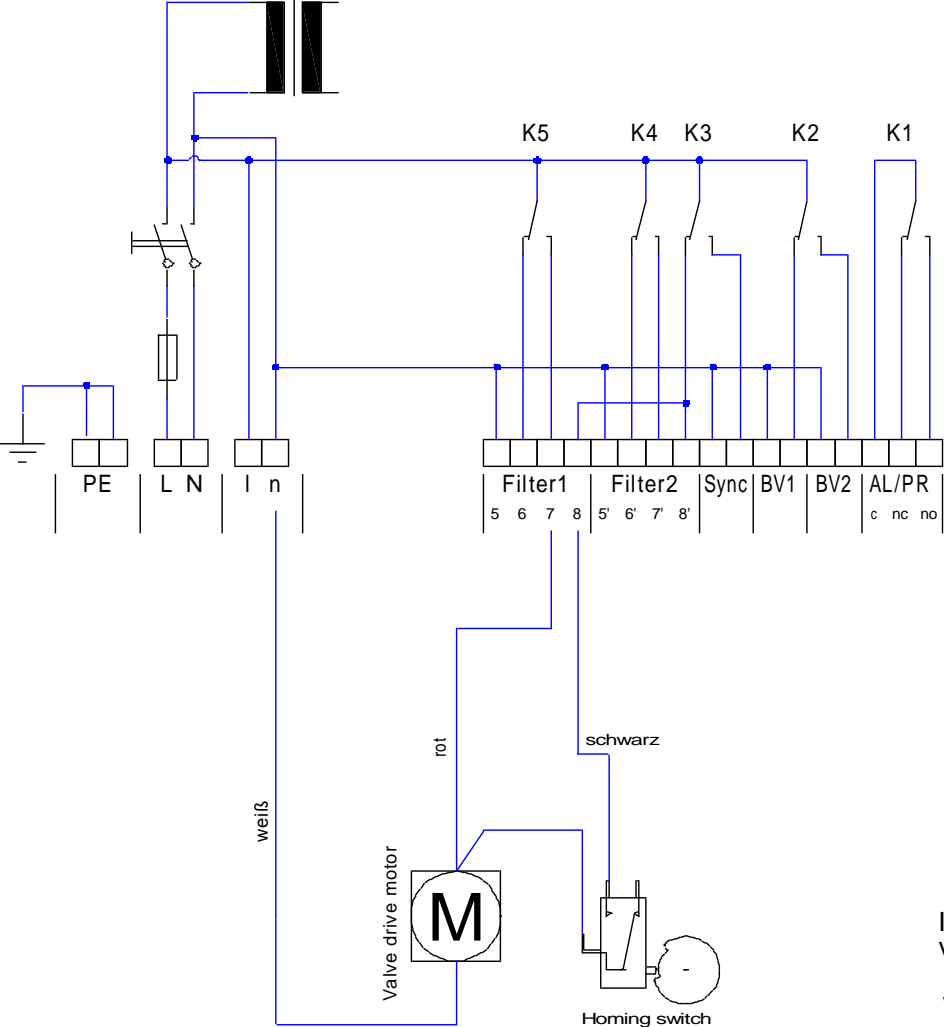 K5 K4 K3 K2 K1
PE L N l n Filter1 Filter2 Sync BV1 BV2 AL/PR
5 6 7 8 5' 6' 7' 8' c nc no
rot
schwarz
weiß
Valve drive motor
M
Homing switch